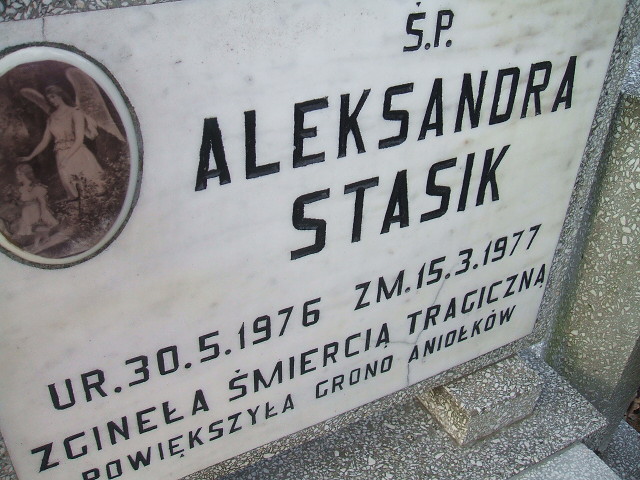 Ś.P.
ALEKSANDRA
STASIK
UR.30.5.1976 ZM.15.3.1977
ZGINEŁA ŚMIERCIĄ TRAGICZNĄ
POWIĘKSZYŁA GRONO ANIOŁKÓW